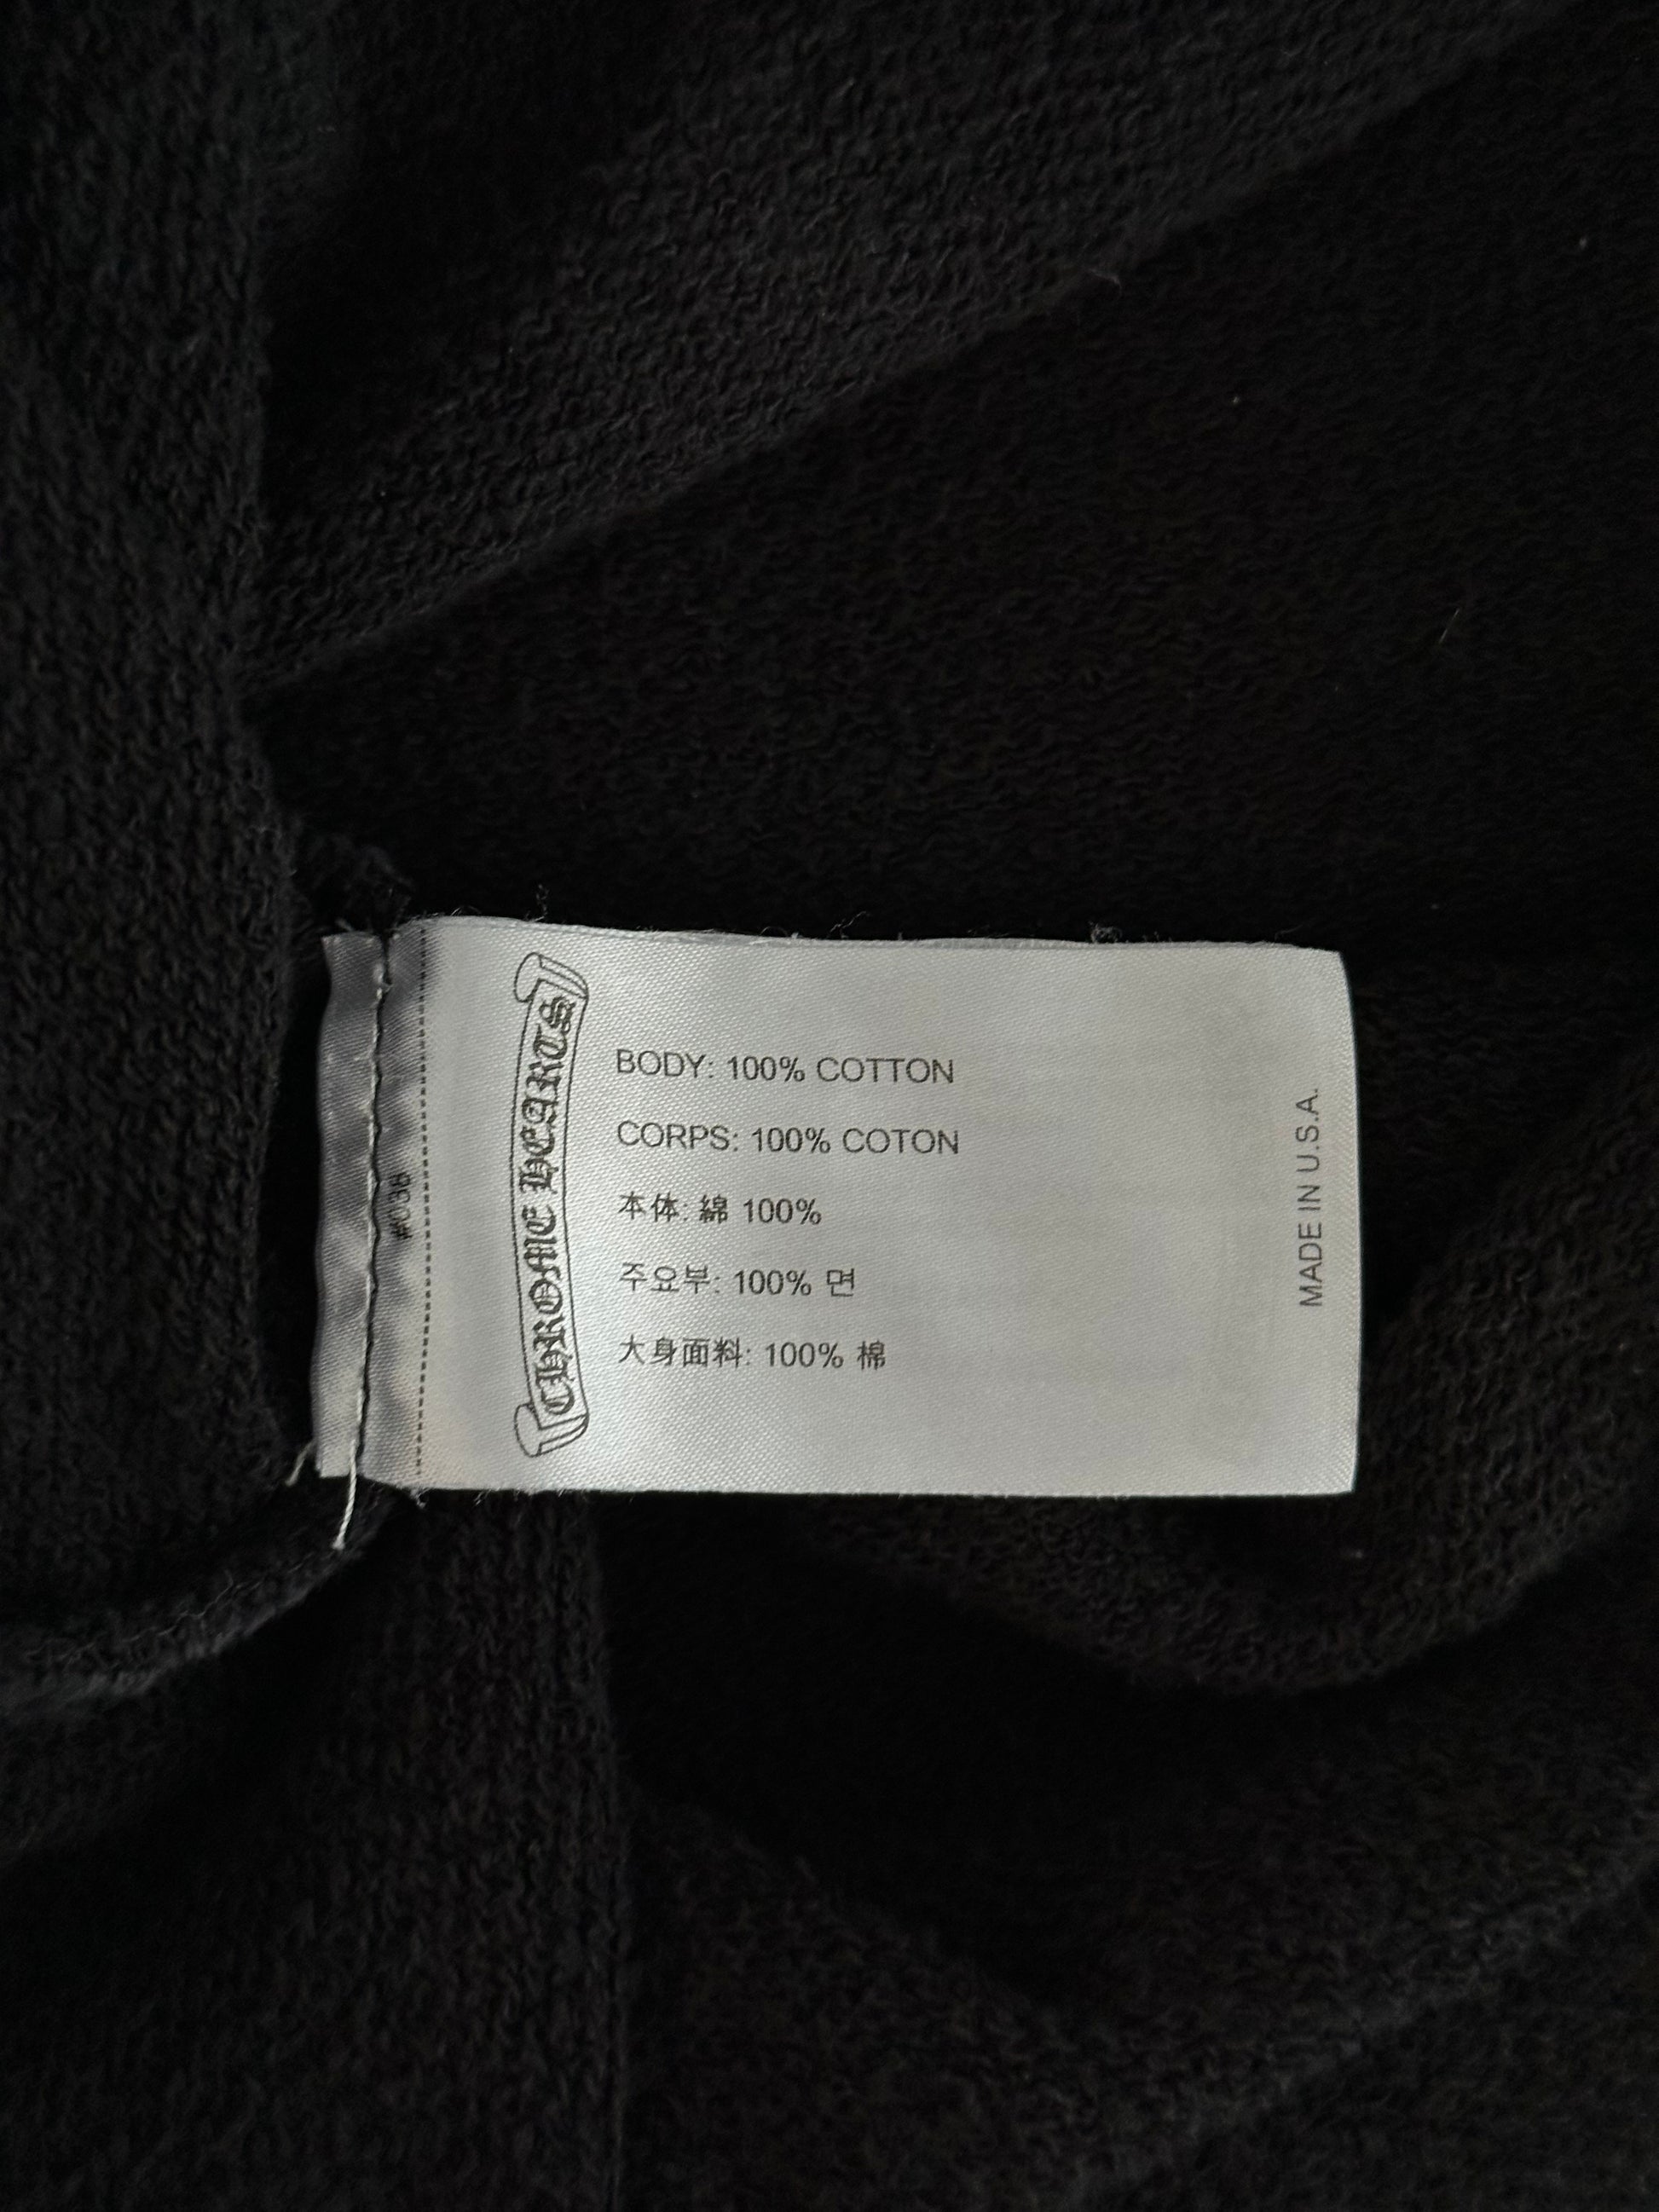 #036
CHROME HEARTS
BODY: 100% COTTON
CORPS: 100% COTON
本体: 綿 100%
주요부: 100% 면
大身面料: 100% 棉
MADE IN U.S.A.